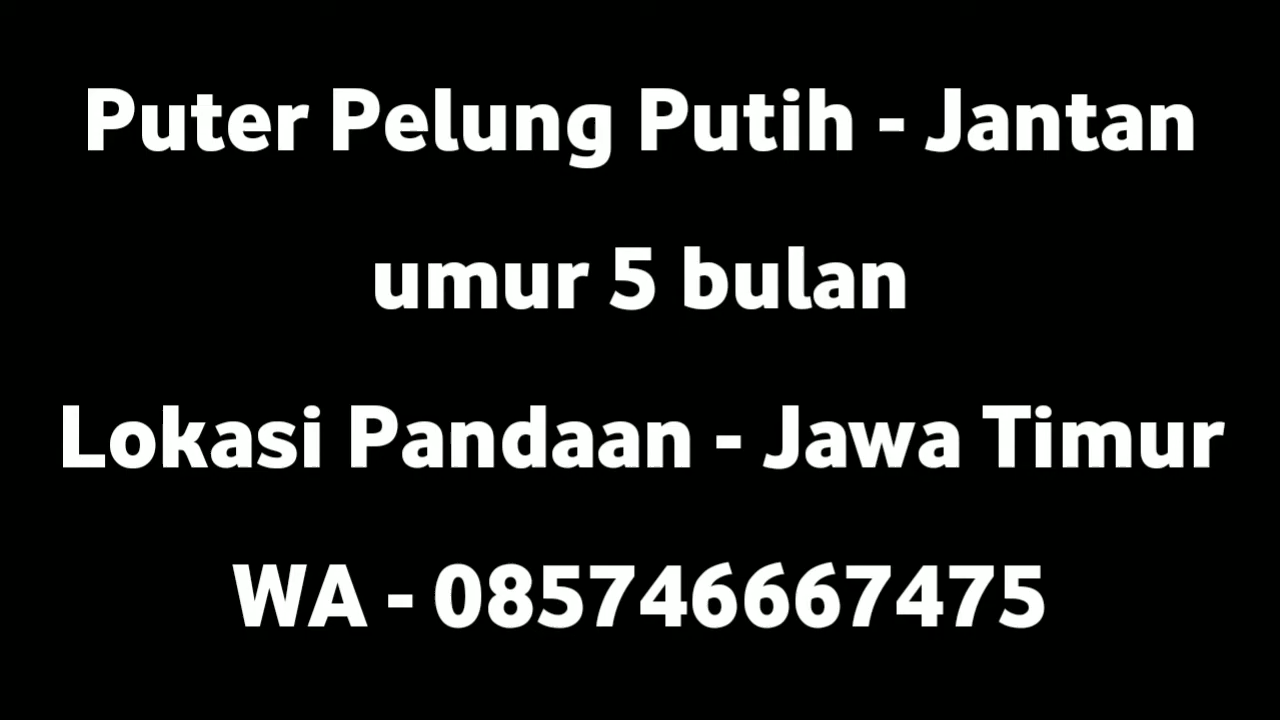 Puter Pelung Putih - Jantan
umur 5 bulan
Lokasi Pandaan - Jawa Timur
WA - 085746667475